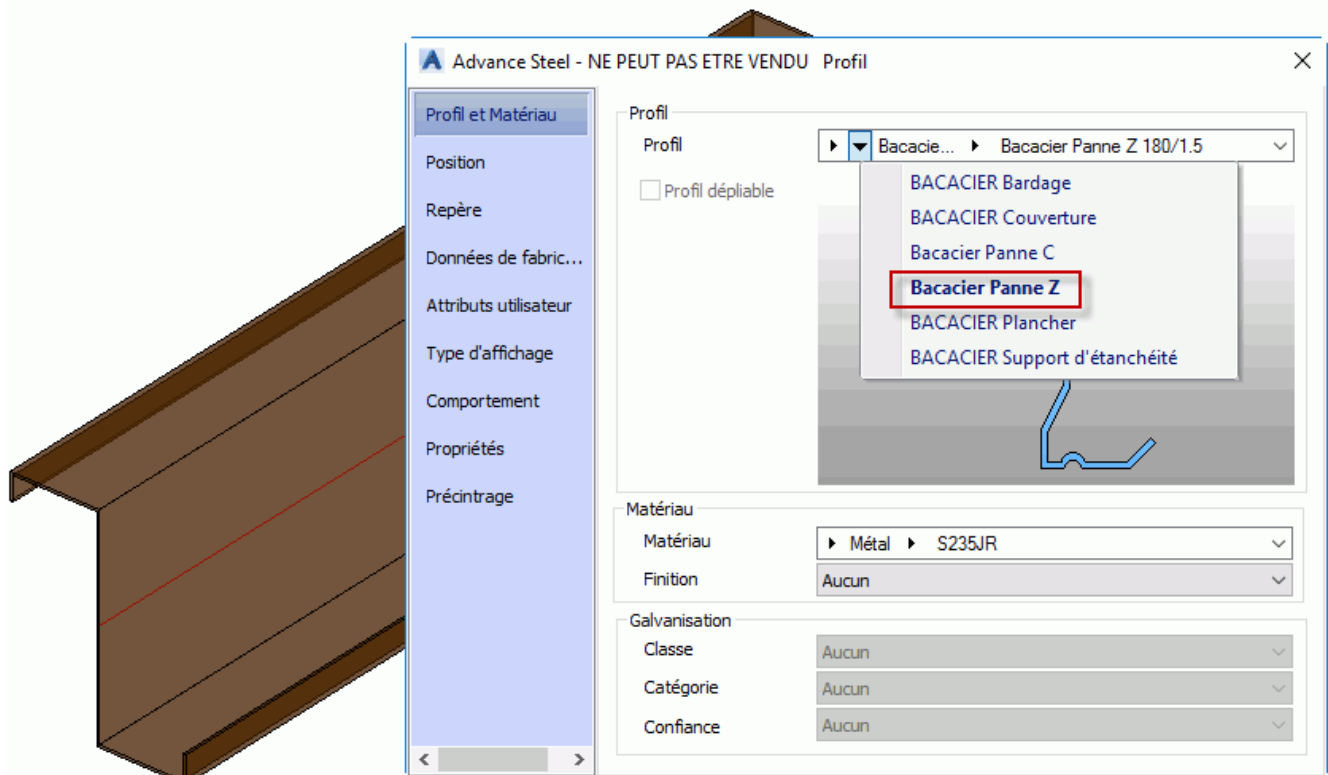 Advance Steel - NE PEUT PAS ETRE VENDU Profil
Profil et Matériau
Position
Repère
Données de fabric...
Attributs utilisateur
Type d'affichage
Comportement
Propriétés
Précintrage
Profil
Profil
Bacacie... Bacacier Panne Z 180/1.5
Profil dépliable
BACACIER Bardage
BACACIER Couverture
Bacacier Panne C
Bacacier Panne Z
BACACIER Plancher
BACACIER Support d'étanchéité
Matériau
Matériau
Métal S235JR
Finition
Aucun
Galvanisation
Classe
Aucun
Catégorie
Aucun
Confiance
Aucun